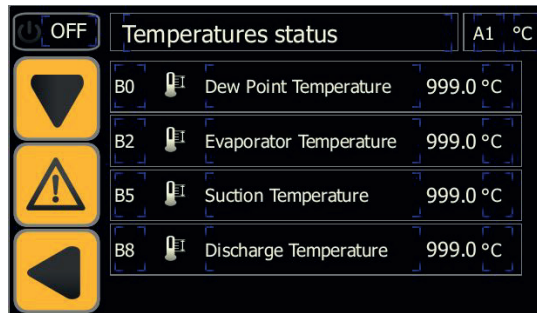 OFF Temperatures status A1 °C
B0 Dew Point Temperature 999.0 °C
B2 Evaporator Temperature 999.0 °C
B5 Suction Temperature 999.0 °C
B8 Discharge Temperature 999.0 °C